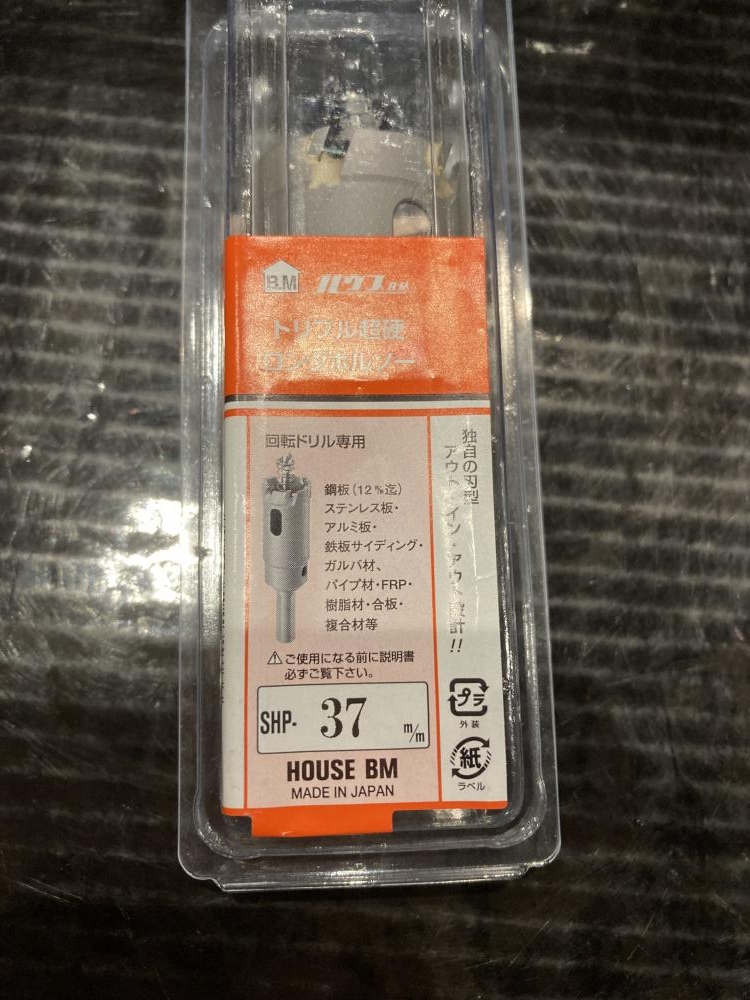 B.M ハウスB.M.
トリプル超硬
ロングホルソー
回転ドリル専用
鋼板(12㍉迄)
ステンレス板・
アルミ板・
鉄板サイディング・
ガルバ材、
パイプ材・FRP・
樹脂材・合板・
複合材等
⚠ご使用になる前に説明書
必ずご覧下さい。
SHP- 37 m/m
HOUSE BM
MADE IN JAPAN
独自の刃型
アウト・イン・アウト設計!!
プラ
外装
紙
ラベル